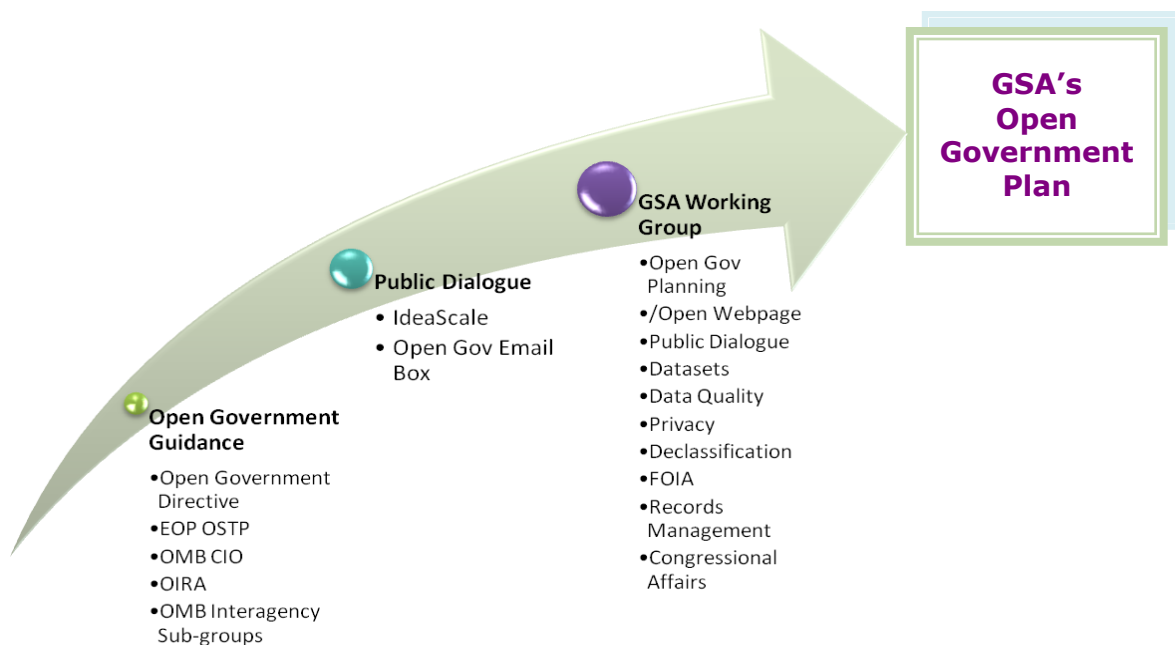 GSA’s
Open
Government
Plan
GSA Working
Group
•Open Gov
Planning
•/Open Webpage
•Public Dialogue
•Datasets
•Data Quality
•Privacy
•Declassification
•FOIA
•Records
Management
•Congressional
Affairs
Public Dialogue
• IdeaScale
• Open Gov Email
Box
Open Government
Guidance
•Open Government
Directive
•EOP OSTP
•OMB CIO
•OIRA
•OMB Interagency
Sub-groups